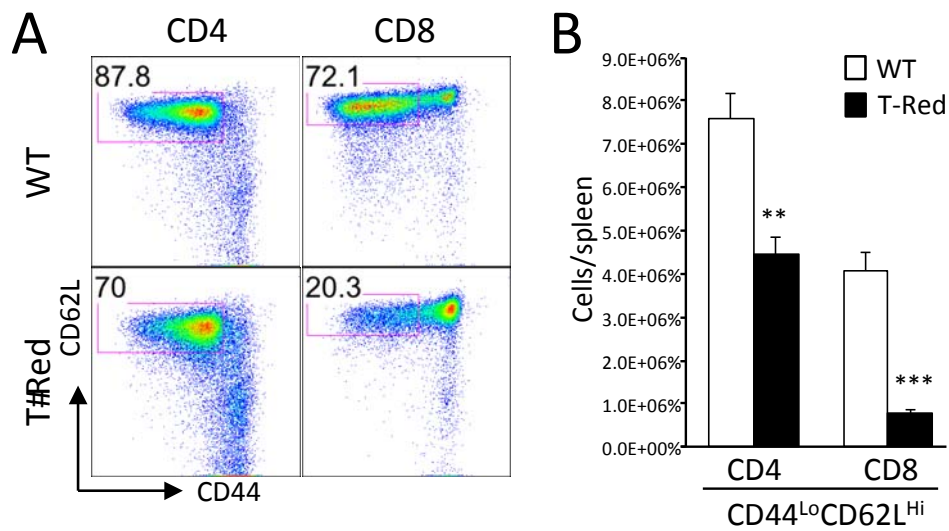 A
CD4 CD8
87.8 72.1
WT
70 20.3
T#Red
CD62L
CD44
B
WT
T-Red
9.0E+06%
8.0E+06%
7.0E+06%
6.0E+06%
5.0E+06%
4.0E+06%
3.0E+06%
2.0E+06%
1.0E+06%
0.0E+00%
Cells/spleen
**
***
CD4 CD8
CD44LoCD62LHi